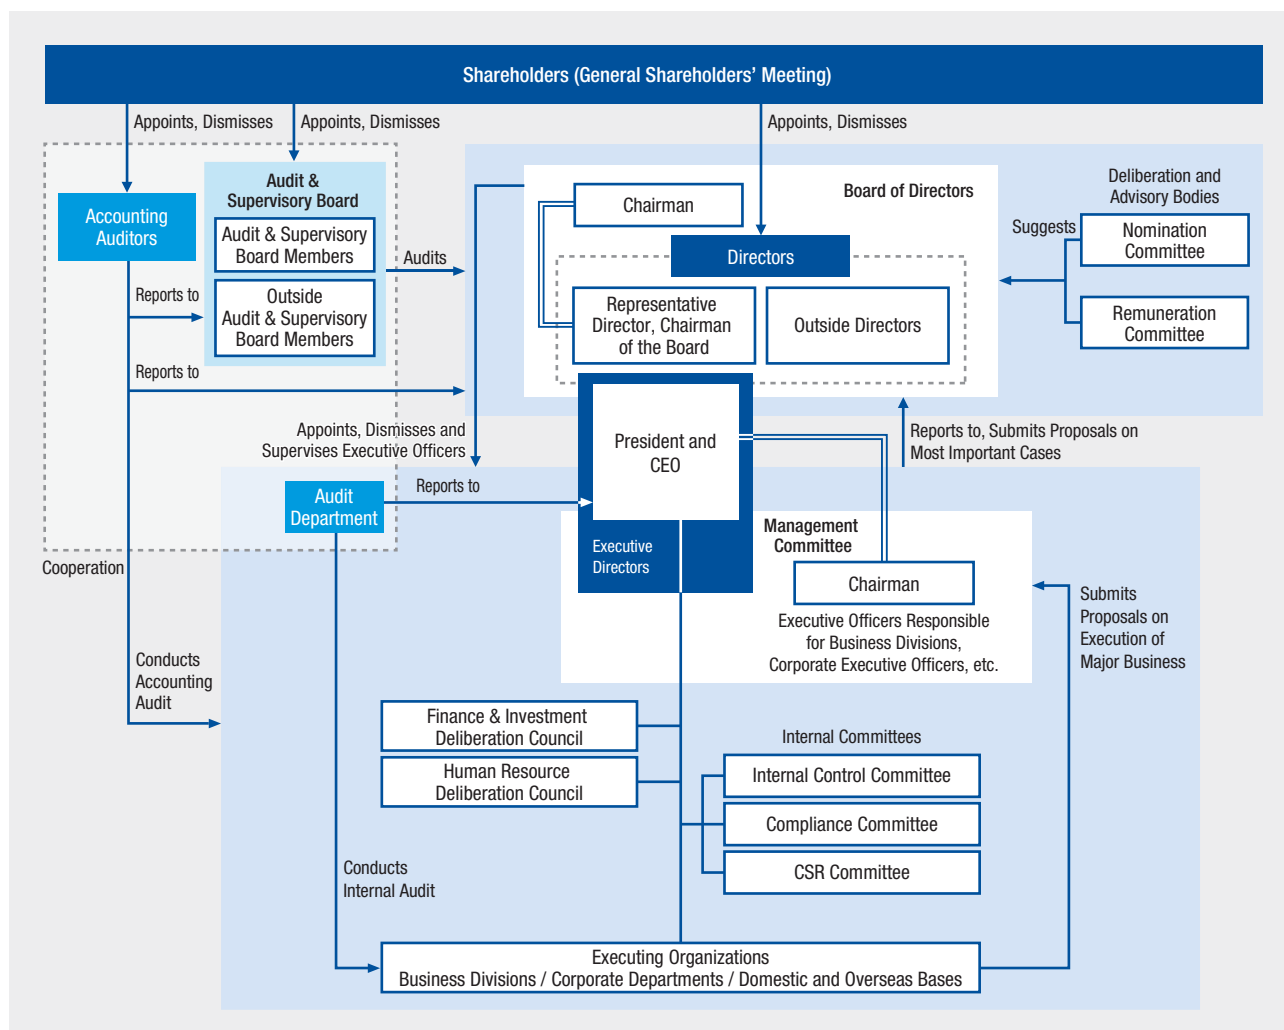 Shareholders (General Shareholders’ Meeting)
Appoints, Dismisses
Appoints, Dismisses
Appoints, Dismisses
Accounting
Auditors
Audit &
Supervisory Board
Audit & Supervisory
Board Members
Outside
Audit & Supervisory
Board Members
Reports to
Reports to
Audits
Board of Directors
Chairman
Directors
Representative
Director, Chairman
of the Board
Outside Directors
Deliberation and
Advisory Bodies
Suggests
Nomination
Committee
Remuneration
Committee
Appoints, Dismisses and
Supervises Executive Officers
President and
CEO
Reports to, Submits Proposals on
Most Important Cases
Audit
Department
Reports to
Executive
Directors
Management
Committee
Chairman
Executive Officers Responsible
for Business Divisions,
Corporate Executive Officers, etc.
Cooperation
Submits
Proposals on
Execution of
Major Business
Conducts
Accounting
Audit
Finance & Investment
Deliberation Council
Human Resource
Deliberation Council
Internal Committees
Internal Control Committee
Compliance Committee
CSR Committee
Conducts
Internal Audit
Executing Organizations
Business Divisions / Corporate Departments / Domestic and Overseas Bases